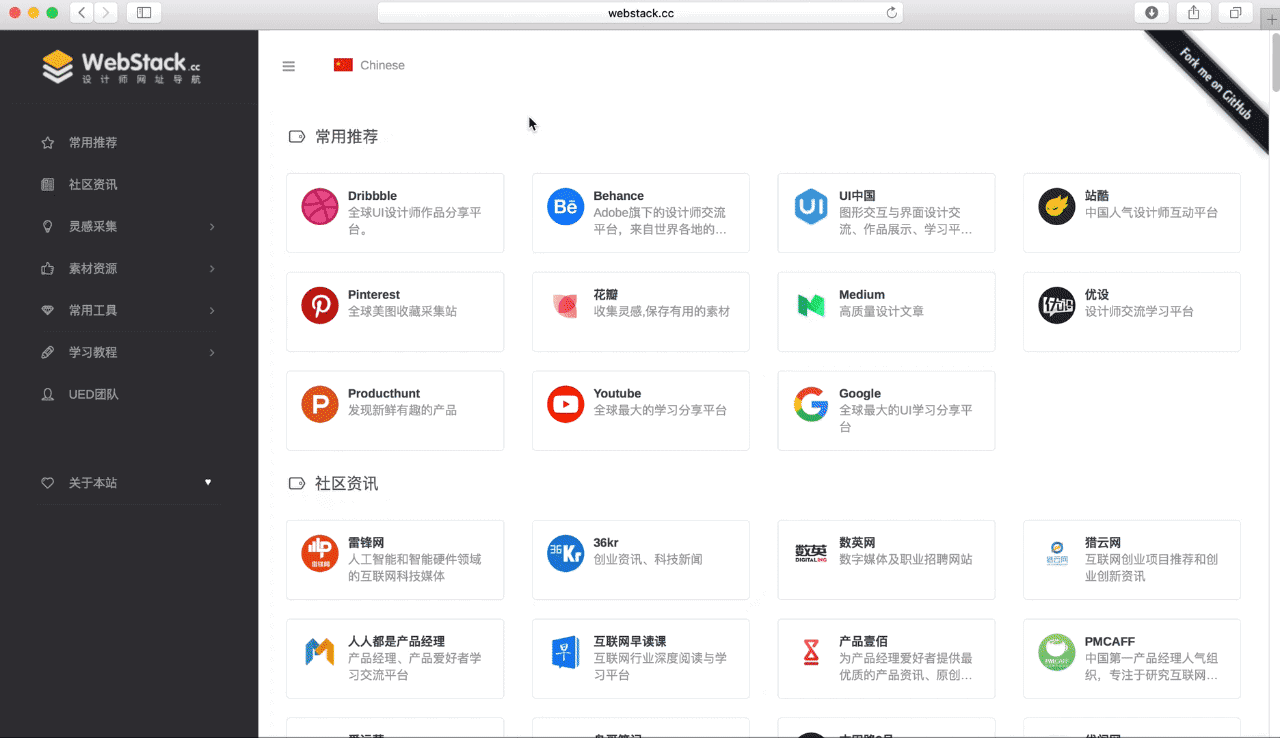 webstack.cc
WebStack.cc
设计师网址导航
Chinese
Fork me on GitHub
常用推荐
社区资讯
灵感采集
素材资源
常用工具
学习教程
UED团队
关于本站
常用推荐
Dribbble
全球UI设计师作品分享平
台。
Behance
Adobe旗下的设计师交流
平台，来自世界各地的...
UI中国
图形交互与界面设计交
流、作品展示、学习平...
站酷
中国人气设计师互动平台
Pinterest
全球美图收藏采集站
花瓣
收集灵感,保存有用的素材
Medium
高质量设计文章
优设
设计师交流学习平台
Producthunt
发现新鲜有趣的产品
Youtube
全球最大的学习分享平台
Google
全球最大的UI学习分享平
台
社区资讯
雷锋网
人工智能和智能硬件领域
的互联网科技媒体
36kr
创业资讯、科技新闻
数英网
数字媒体及职业招聘网站
猎云网
互联网创业项目推荐和创
业创新资讯
人人都是产品经理
产品经理、产品爱好者学
习交流平台
互联网早读课
互联网行业深度阅读与学
习平台
产品壹佰
为产品经理爱好者提供最
优质的产品资讯、原创...
PMCAFF
中国第一产品经理人气组
织，专注于研究互联网...